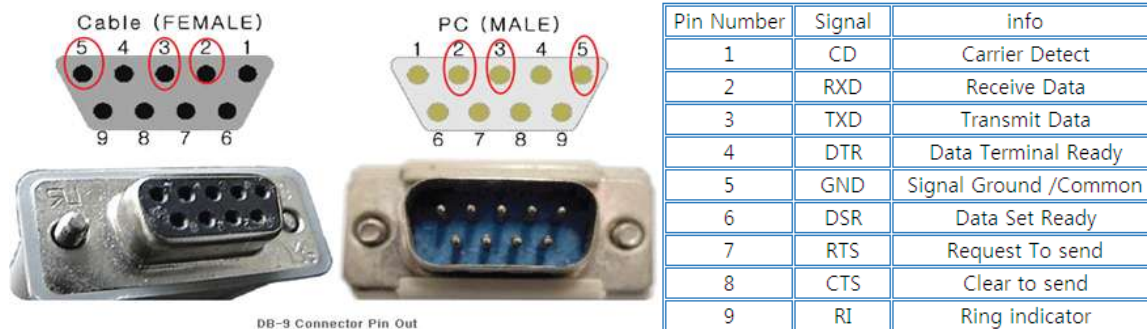 Cable (FEMALE)
5 4 3 2 1
9 8 7 6
PC (MALE)
1 2 3 4 5
6 7 8 9
DB-9 Connector Pin Out
Pin Number Signal info
1 CD Carrier Detect
2 RXD Receive Data
3 TXD Transmit Data
4 DTR Data Terminal Ready
5 GND Signal Ground /Common
6 DSR Data Set Ready
7 RTS Request To send
8 CTS Clear to send
9 RI Ring indicator